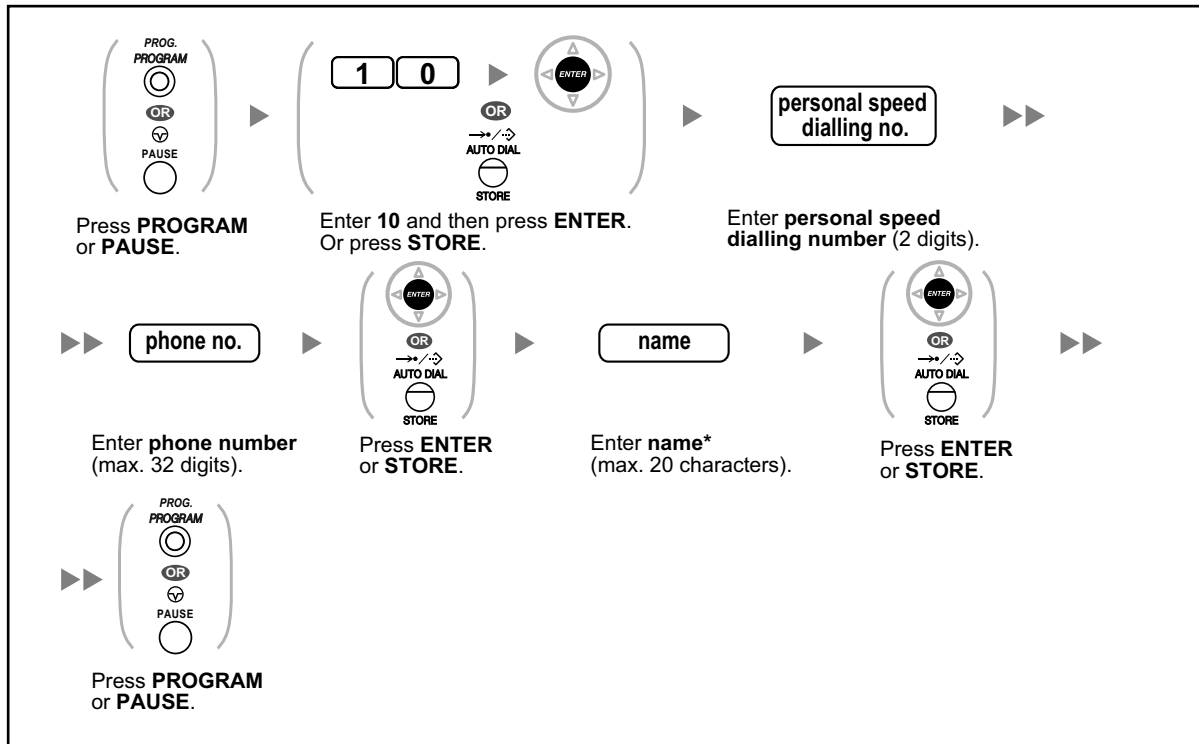 PROG.
PROGRAM
OR
PAUSE
Press PROGRAM
or PAUSE.
1 0
ENTER
OR
AUTO DIAL
STORE
Enter 10 and then press ENTER.
Or press STORE.
personal speed
dialling no.
Enter personal speed
dialling number (2 digits).
phone no.
Enter phone number
(max. 32 digits).
ENTER
OR
AUTO DIAL
STORE
Press ENTER
or STORE.
name
Enter name*
(max. 20 characters).
ENTER
OR
AUTO DIAL
STORE
Press ENTER
or STORE.
PROG.
PROGRAM
OR
PAUSE
Press PROGRAM
or PAUSE.